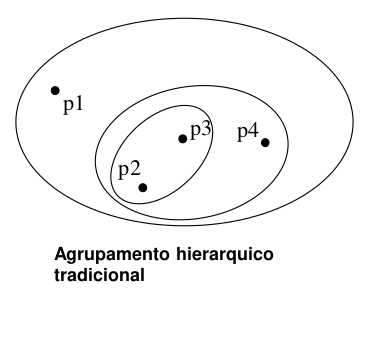 p1
p3
p4
p2
Agrupamento hierarquico
tradicional